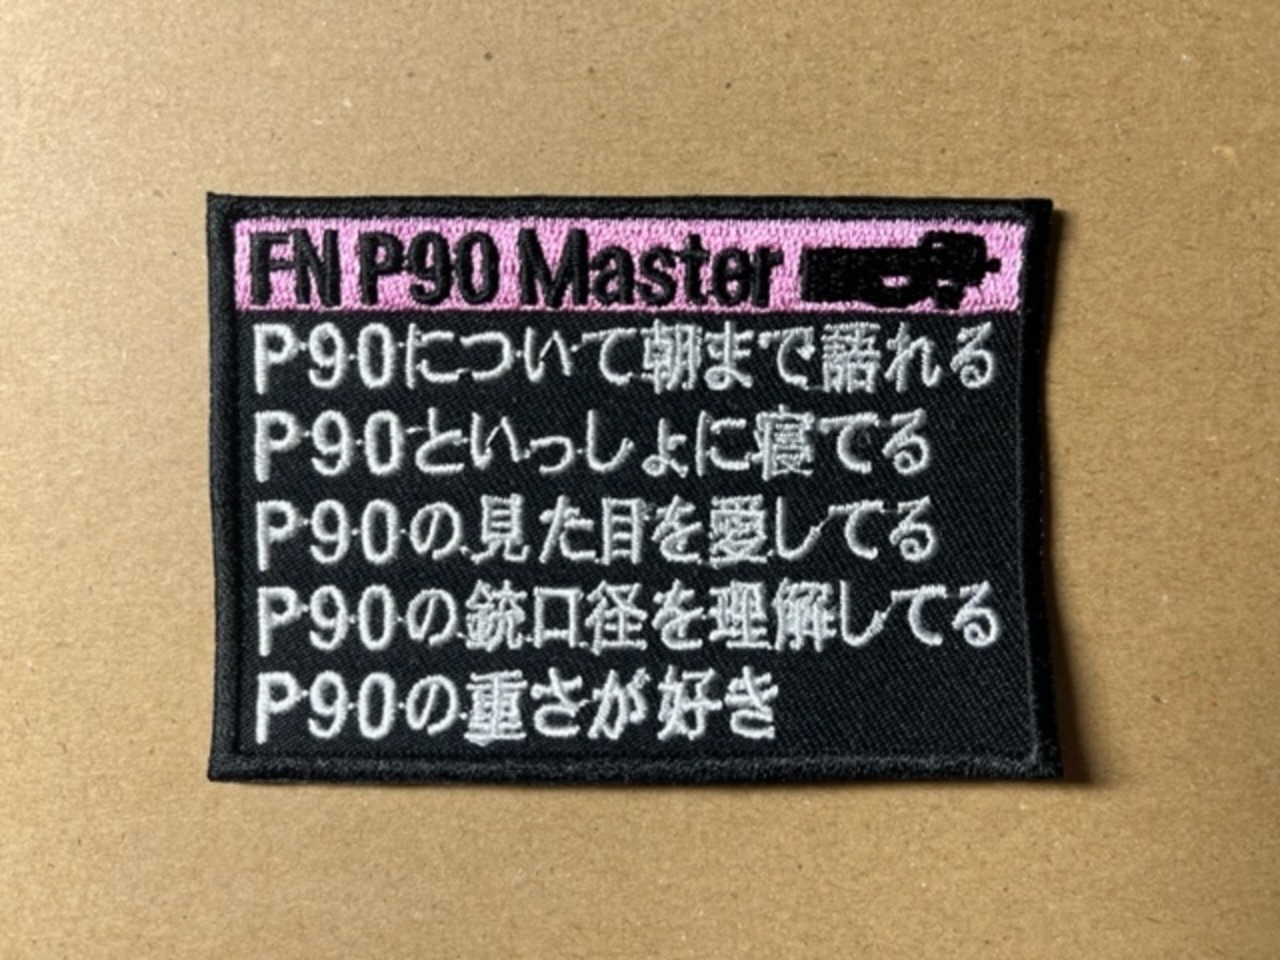 FN P90 Master
P90について朝まで語れる
P90といっしょに寝てる
P90の見た目を愛してる
P90の銃口径を理解してる
P90の重さが好き